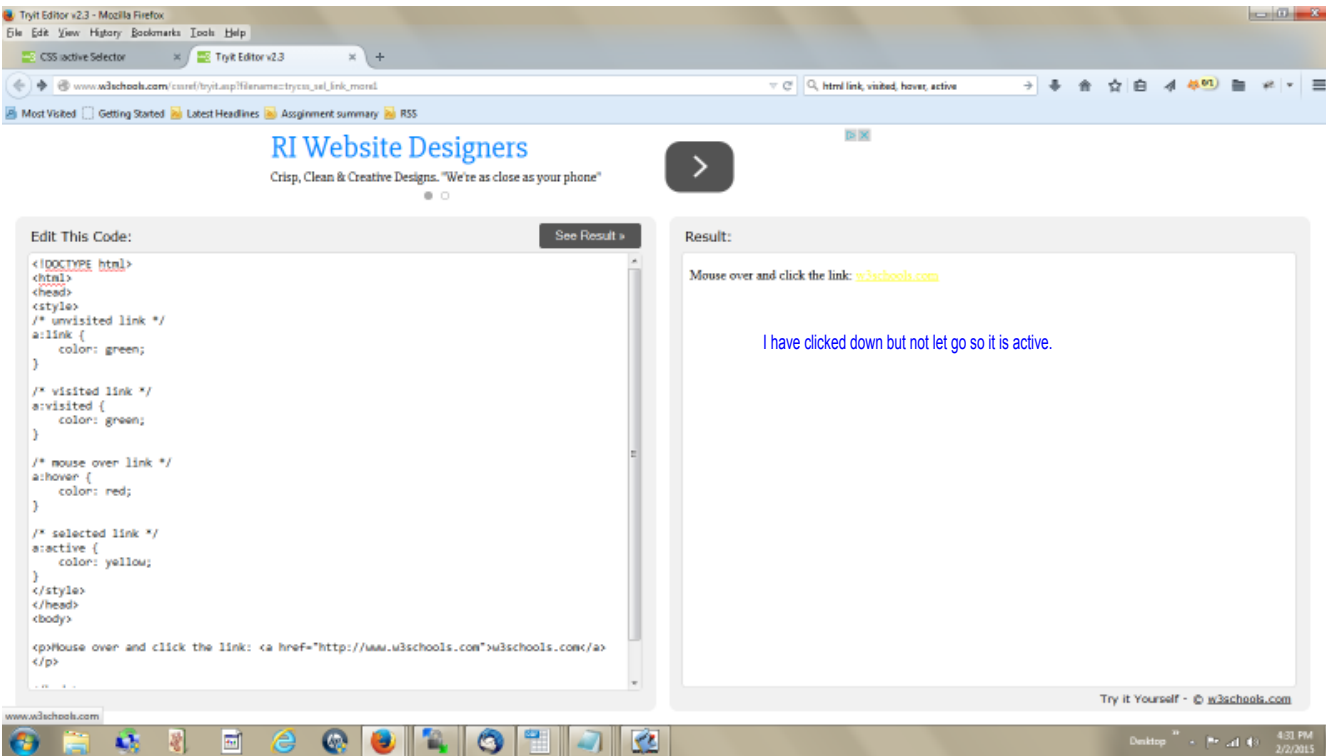 Tryit Editor v2.3 - Mozilla Firefox
File Edit View History Bookmarks Tools Help
CSS :active Selector
Tryit Editor v2.3
www.w3schools.com/cssref/tryit.asp?filename=trycss_sel_link_more1
html link, visited, hover, active
Most Visited Getting Started Latest Headlines Assginment summary RSS
RI Website Designers
Crisp, Clean & Creative Designs. "We're as close as your phone"
Edit This Code:
See Result »
<!DOCTYPE html>
<html>
<head>
<style>
/* unvisited link */
a:link {
color: green;
}
/* visited link */
a:visited {
color: green;
}
/* mouse over link */
a:hover {
color: red;
}
/* selected link */
a:active {
color: yellow;
}
</style>
</head>
<body>
<p>Mouse over and click the link: <a href="http://www.w3schools.com">w3schools.com</a>
</p>
Result:
Mouse over and click the link: w3schools.com
I have clicked down but not let go so it is active.
Try it Yourself - © w3schools.com
www.w3schools.com
Desktop
4:31 PM
2/2/2015